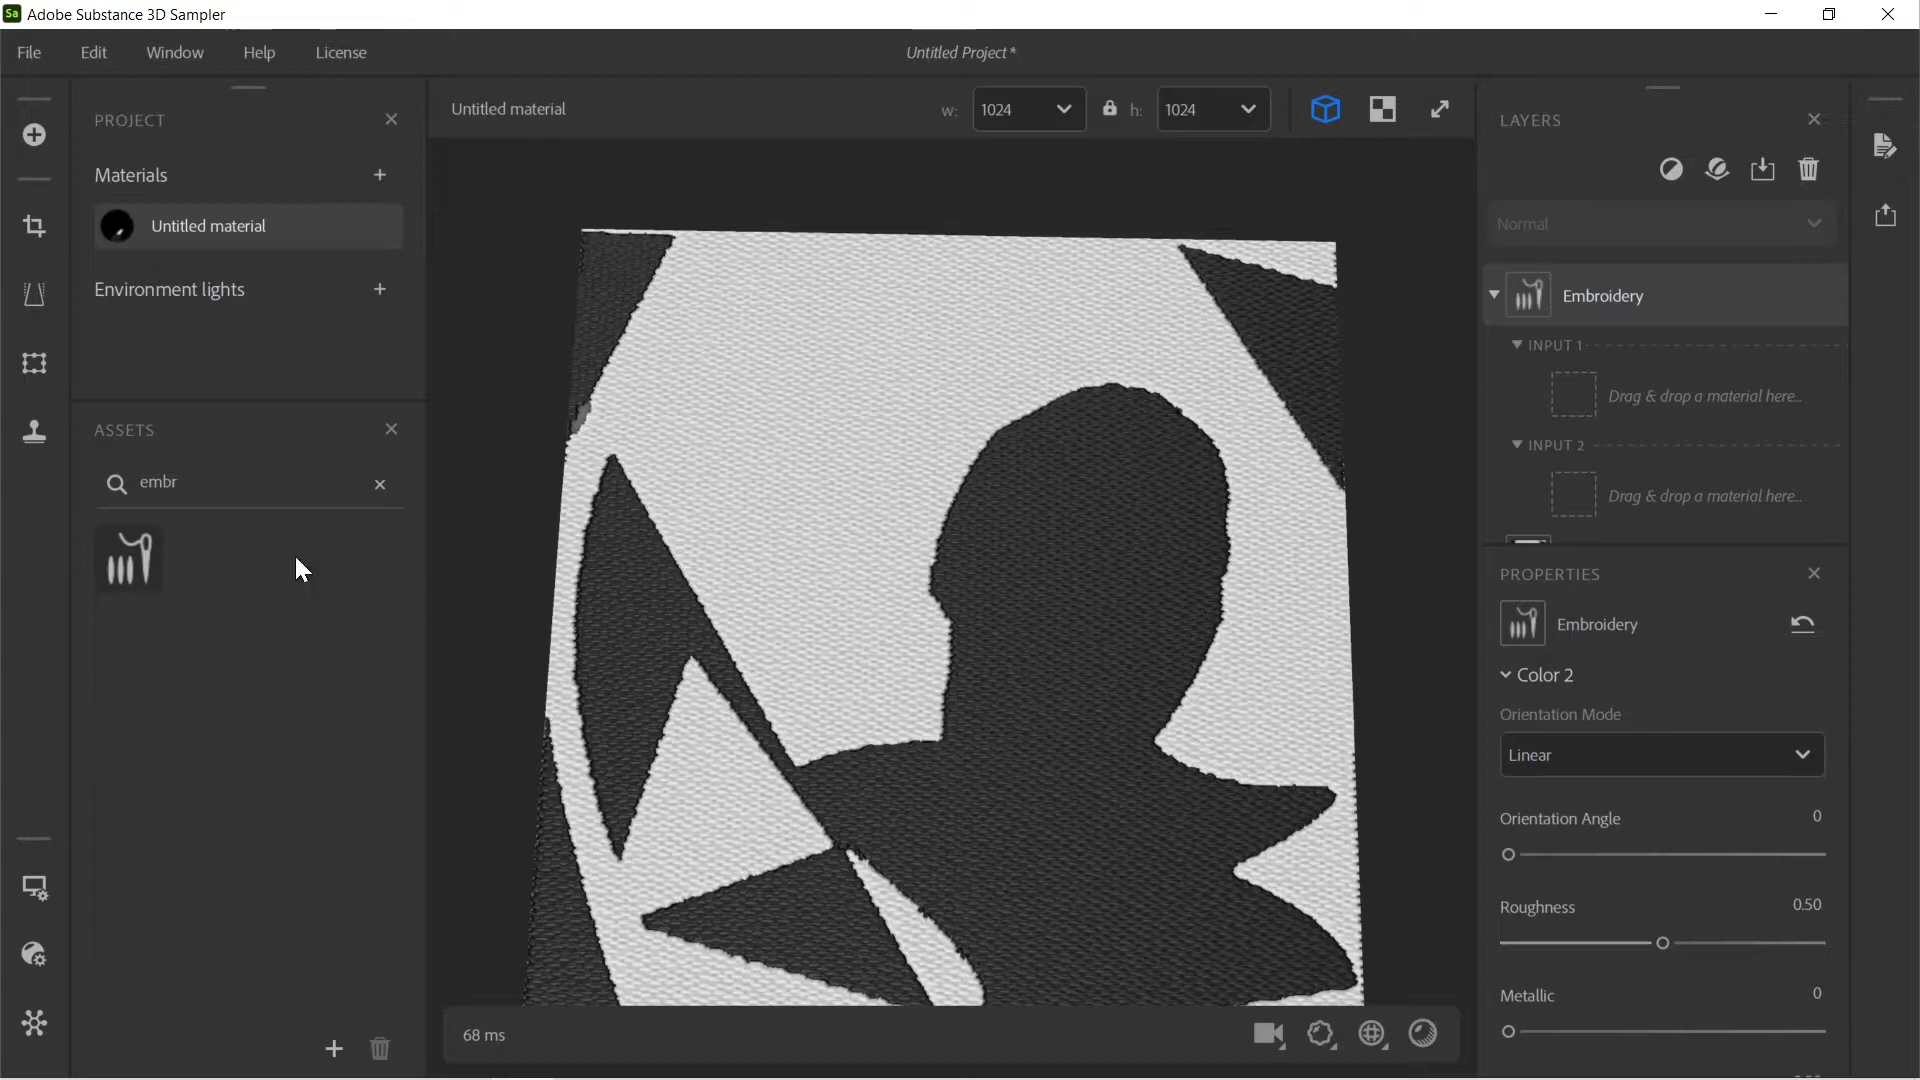 Sa Adobe Substance 3D Sampler
File Edit Window Help License
Untitled Project*
PROJECT
Materials
Untitled material
Environment lights
ASSETS
embr
Untitled material
w: 1024 h: 1024
68 ms
LAYERS
Normal
Embroidery
INPUT 1
Drag & drop a material here...
INPUT 2
Drag & drop a material here...
PROPERTIES
Embroidery
Color 2
Orientation Mode
Linear
Orientation Angle 0
Roughness 0.50
Metallic 0